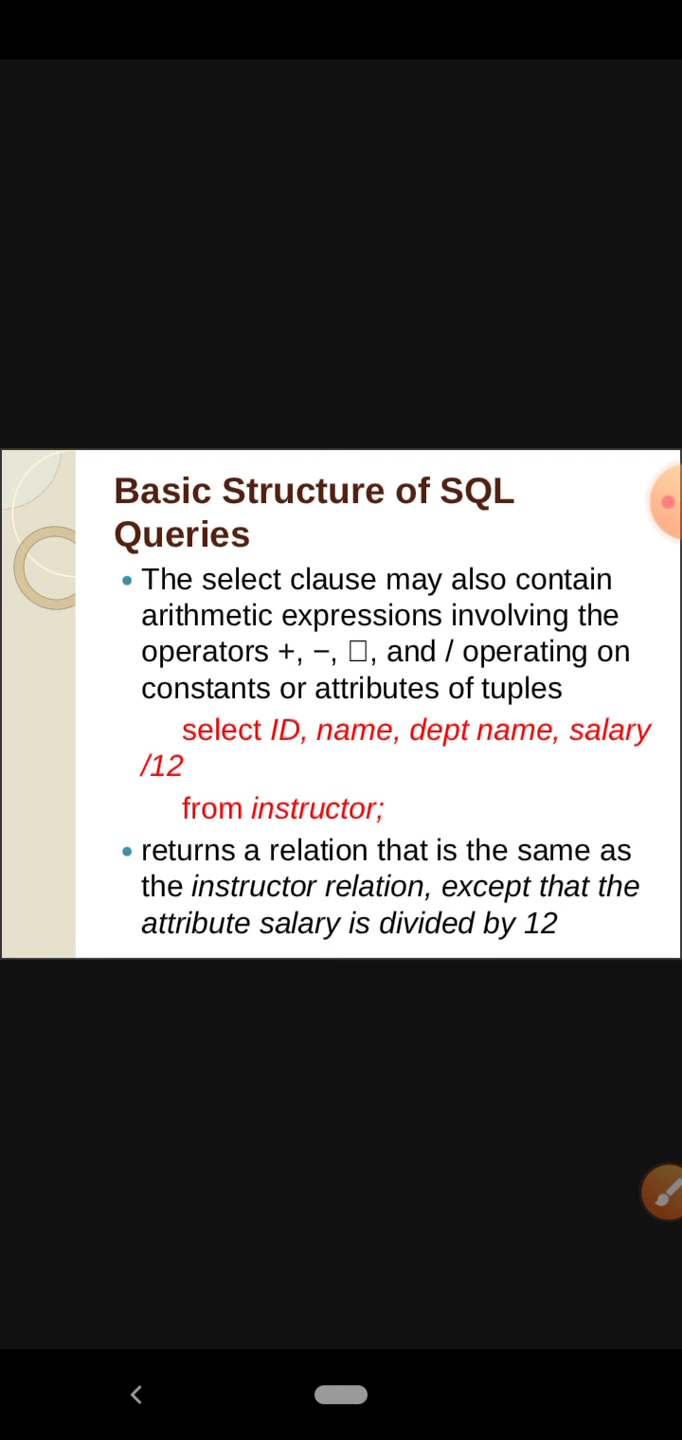 Basic Structure of SQL
Queries
• The select clause may also contain
arithmetic expressions involving the
operators +, −, □, and / operating on
constants or attributes of tuples
select ID, name, dept name, salary
/12
from instructor;
• returns a relation that is the same as
the instructor relation, except that the
attribute salary is divided by 12